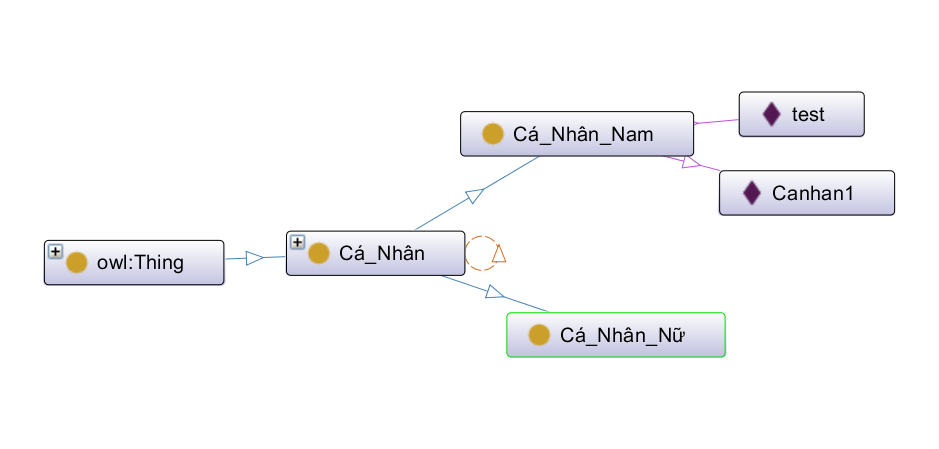 test
Cá_Nhân_Nam
Canhan1
Cá_Nhân
owl:Thing
Cá_Nhân_Nữ